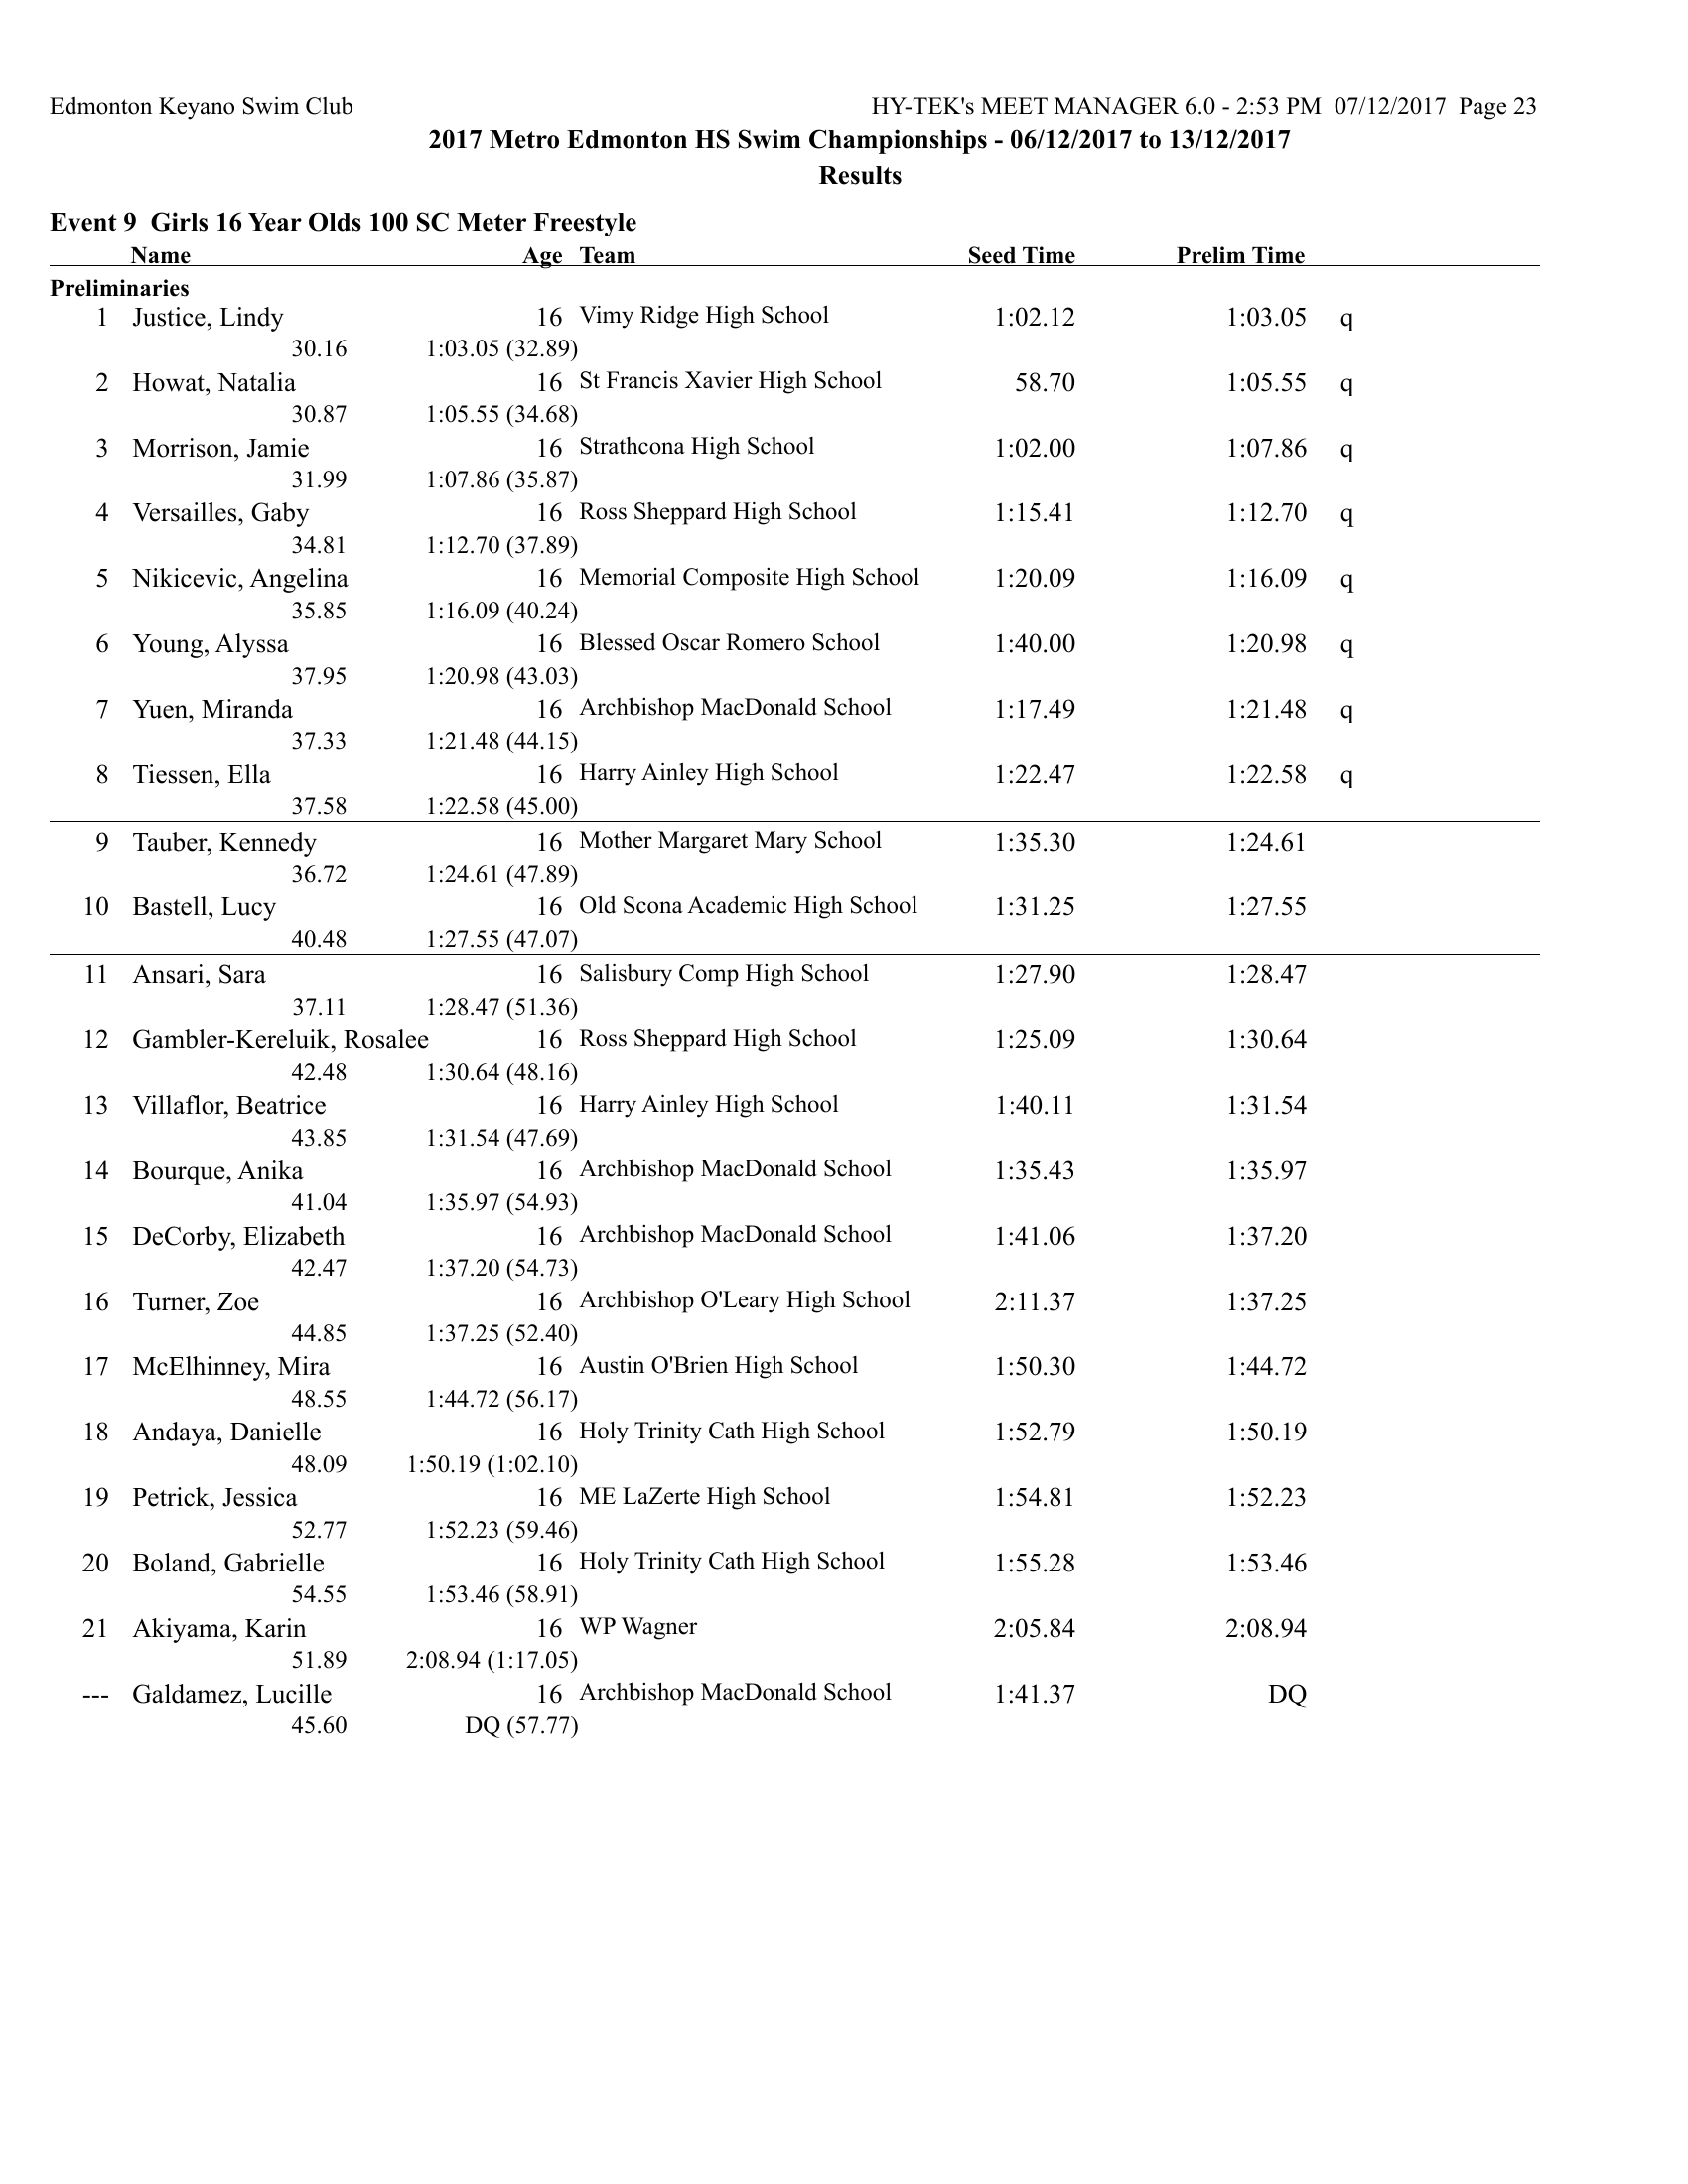 Edmonton Keyano Swim Club HY-TEK's MEET MANAGER 6.0 - 2:53 PM 07/12/2017 Page 23
2017 Metro Edmonton HS Swim Championships - 06/12/2017 to 13/12/2017
Results
Event 9 Girls 16 Year Olds 100 SC Meter Freestyle
Name Age Team Seed Time Prelim Time
Preliminaries
1 Justice, Lindy 16 Vimy Ridge High School 1:02.12 1:03.05 q
30.16 1:03.05 (32.89)
2 Howat, Natalia 16 St Francis Xavier High School 58.70 1:05.55 q
30.87 1:05.55 (34.68)
3 Morrison, Jamie 16 Strathcona High School 1:02.00 1:07.86 q
31.99 1:07.86 (35.87)
4 Versailles, Gaby 16 Ross Sheppard High School 1:15.41 1:12.70 q
34.81 1:12.70 (37.89)
5 Nikicevic, Angelina 16 Memorial Composite High School 1:20.09 1:16.09 q
35.85 1:16.09 (40.24)
6 Young, Alyssa 16 Blessed Oscar Romero School 1:40.00 1:20.98 q
37.95 1:20.98 (43.03)
7 Yuen, Miranda 16 Archbishop MacDonald School 1:17.49 1:21.48 q
37.33 1:21.48 (44.15)
8 Tiessen, Ella 16 Harry Ainley High School 1:22.47 1:22.58 q
37.58 1:22.58 (45.00)
9 Tauber, Kennedy 16 Mother Margaret Mary School 1:35.30 1:24.61
36.72 1:24.61 (47.89)
10 Bastell, Lucy 16 Old Scona Academic High School 1:31.25 1:27.55
40.48 1:27.55 (47.07)
11 Ansari, Sara 16 Salisbury Comp High School 1:27.90 1:28.47
37.11 1:28.47 (51.36)
12 Gambler-Kereluik, Rosalee 16 Ross Sheppard High School 1:25.09 1:30.64
42.48 1:30.64 (48.16)
13 Villaflor, Beatrice 16 Harry Ainley High School 1:40.11 1:31.54
43.85 1:31.54 (47.69)
14 Bourque, Anika 16 Archbishop MacDonald School 1:35.43 1:35.97
41.04 1:35.97 (54.93)
15 DeCorby, Elizabeth 16 Archbishop MacDonald School 1:41.06 1:37.20
42.47 1:37.20 (54.73)
16 Turner, Zoe 16 Archbishop O'Leary High School 2:11.37 1:37.25
44.85 1:37.25 (52.40)
17 McElhinney, Mira 16 Austin O'Brien High School 1:50.30 1:44.72
48.55 1:44.72 (56.17)
18 Andaya, Danielle 16 Holy Trinity Cath High School 1:52.79 1:50.19
48.09 1:50.19 (1:02.10)
19 Petrick, Jessica 16 ME LaZerte High School 1:54.81 1:52.23
52.77 1:52.23 (59.46)
20 Boland, Gabrielle 16 Holy Trinity Cath High School 1:55.28 1:53.46
54.55 1:53.46 (58.91)
21 Akiyama, Karin 16 WP Wagner 2:05.84 2:08.94
51.89 2:08.94 (1:17.05)
--- Galdamez, Lucille 16 Archbishop MacDonald School 1:41.37 DQ
45.60 DQ (57.77)